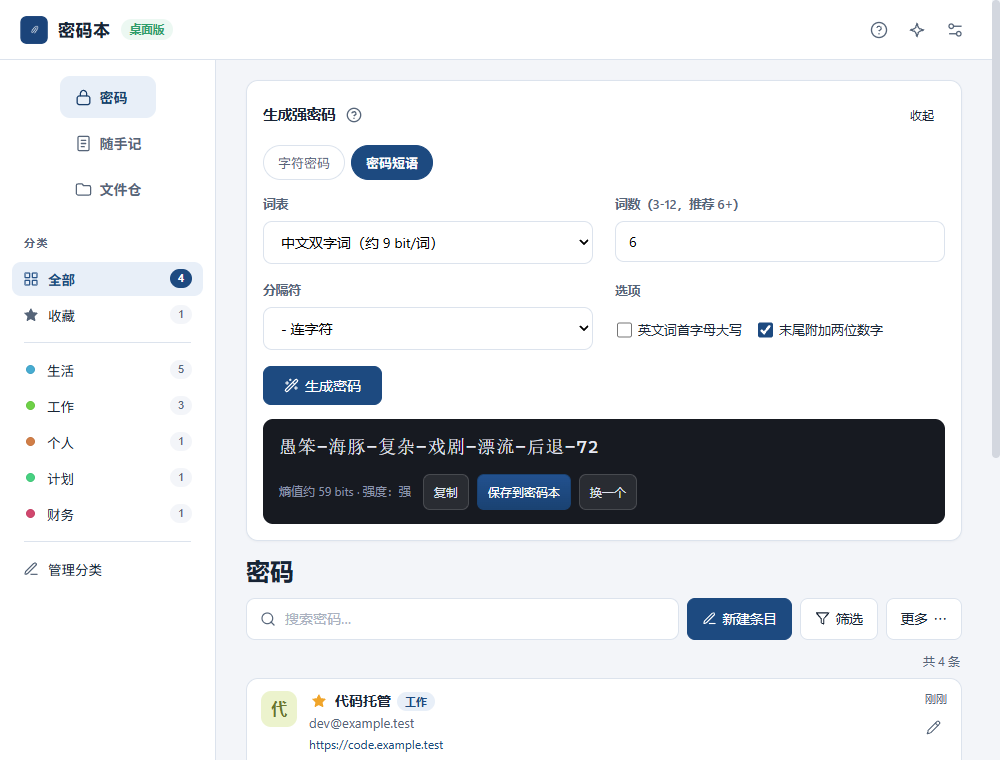 密码本 桌面版
密码
随手记
文件仓
分类
全部 4
收藏 1
生活 5
工作 3
个人 1
计划 1
财务 1
管理分类
生成强密码 收起
字符密码 密码短语
词表 词数（3-12，推荐 6+）
中文双字词（约 9 bit/词） 6
分隔符 选项
- 连字符 英文词首字母大写 末尾附加两位数字
生成密码
愚笨-海豚-复杂-戏剧-漂流-后退-72
熵值约 59 bits · 强度：强 复制 保存到密码本 换一个
密码
搜索密码... 新建条目 筛选 更多 ···
共 4 条
代 代码托管 工作 刚刚
dev@example.test
https://code.example.test